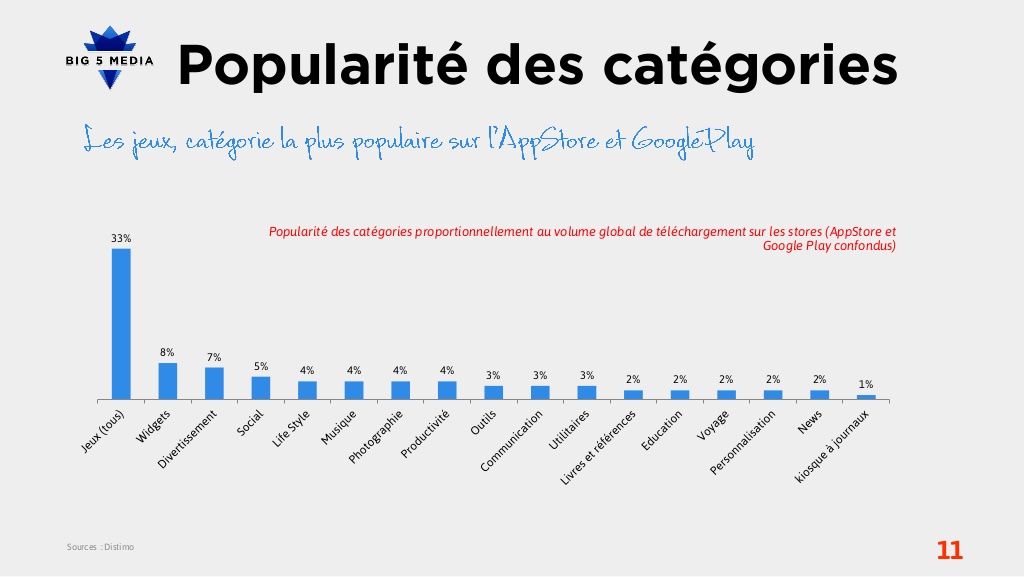 BIG 5 MEDIA
Popularité des catégories
Les jeux, catégorie la plus populaire sur l'AppStore et GooglePlay
Popularité des catégories proportionnellement au volume global de téléchargement sur les stores (AppStore et
Google Play confondus)
33%
8%
7%
5%
4%
4%
4%
4%
3%
3%
3%
2%
2%
2%
2%
2%
1%
Jeux (tous)
Widgets
Divertissement
Social
Life Style
Musique
Photographie
Productivité
Outils
Communication
Utilitaires
Livres et références
Education
Voyage
Personnalisation
News
kiosque à journaux
Sources : Distimo
11